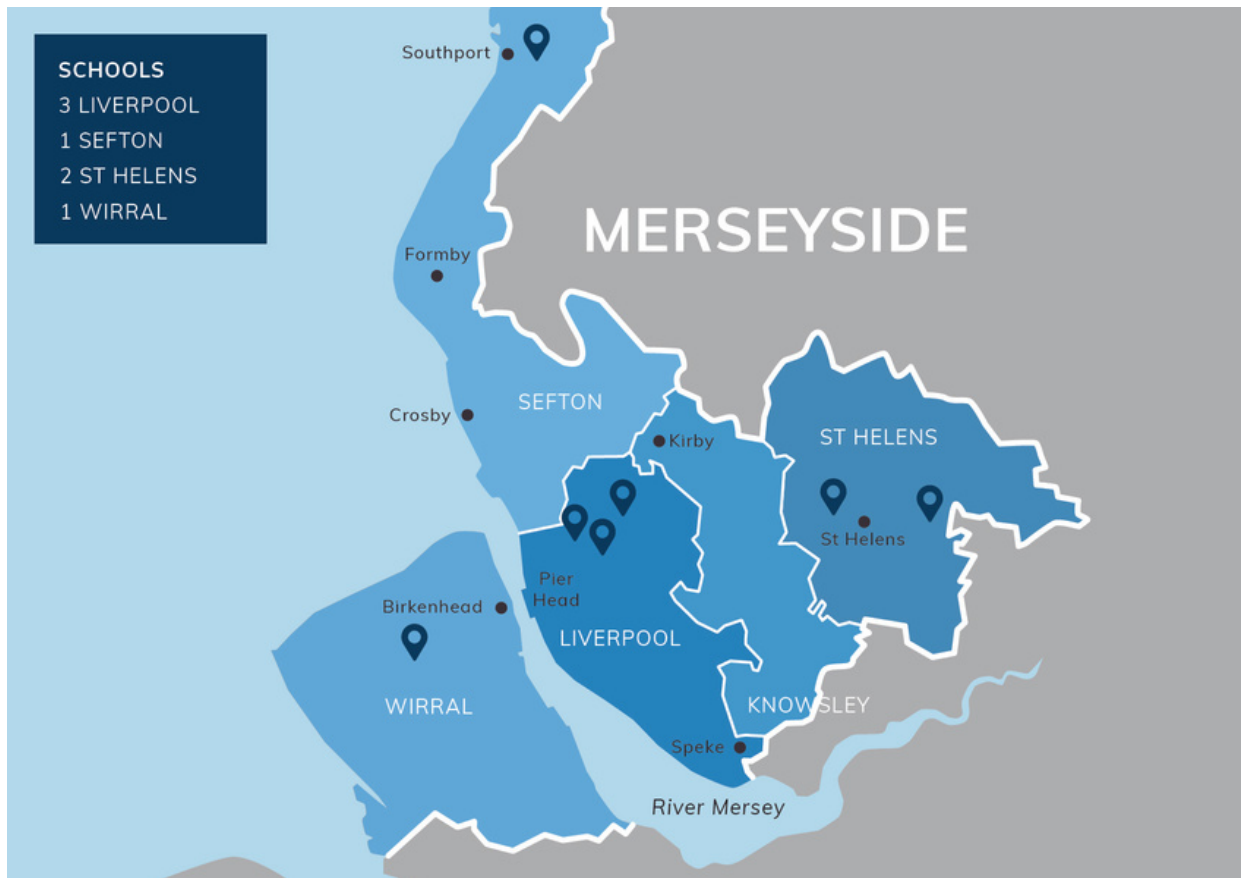 SCHOOLS
3 LIVERPOOL
1 SEFTON
2 ST HELENS
1 WIRRAL
Southport
MERSEYSIDE
Formby
SEFTON
Crosby
Kirby
ST HELENS
St Helens
Pier
Head
Birkenhead
LIVERPOOL
WIRRAL
KNOWSLEY
Speke
River Mersey